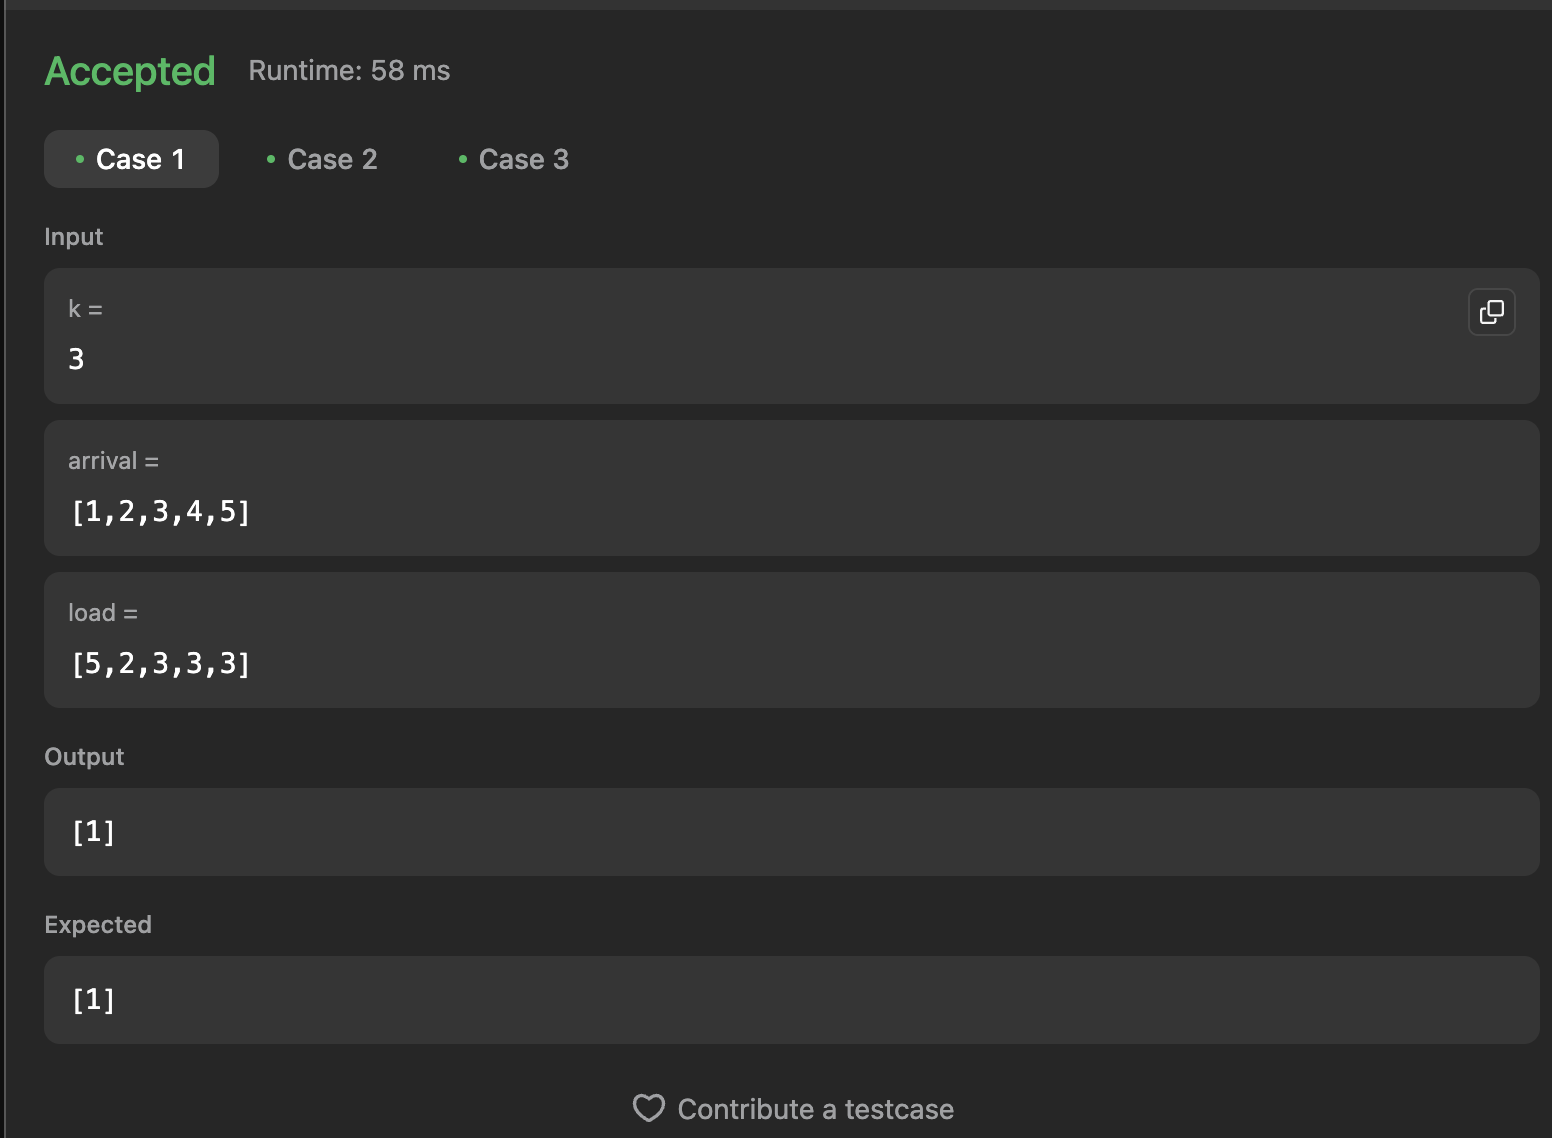 Accepted Runtime: 58 ms
Case 1 Case 2 Case 3
Input
k =
3
arrival =
[1,2,3,4,5]
load =
[5,2,3,3,3]
Output
[1]
Expected
[1]
Contribute a testcase